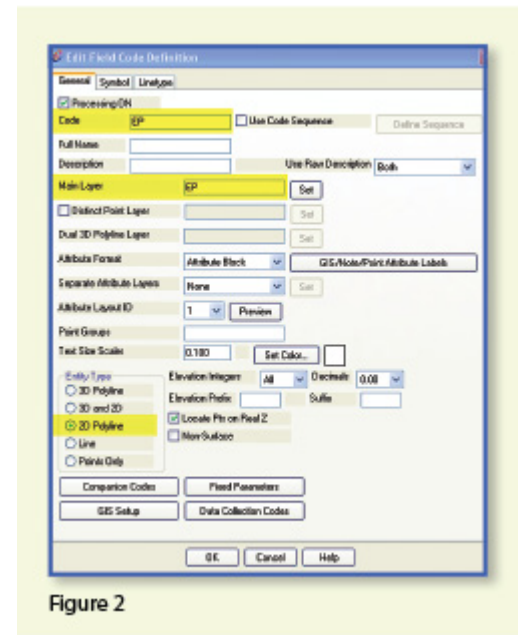 Edit Field Code Definition
General Symbol Linetype
Processing ON
Code EP Use Code Sequence Define Sequence
Full Name
Description Use Raw Description Both
Main Layer EP Set
Distinct Point Layer Set
Dual 3D Polyline Layer Set
Attribute Format Attribute Block GIS/Note/Point Attribute Labels
Separate Attribute Layers None Set
Attribute Layout ID 1 Preview
Point Groups
Text Size Scaler 0.100 Set Color...
Entity Type Elevation Integers All Decimals 0.00
3D Polyline Elevation Prefix Suffix
3D and 2D Locate Pts on Real Z
2D Polyline Non-Surface
Line
Points Only
Companion Codes Fixed Parameters
GIS Setup Data Collection Codes
OK Cancel Help
Figure 2